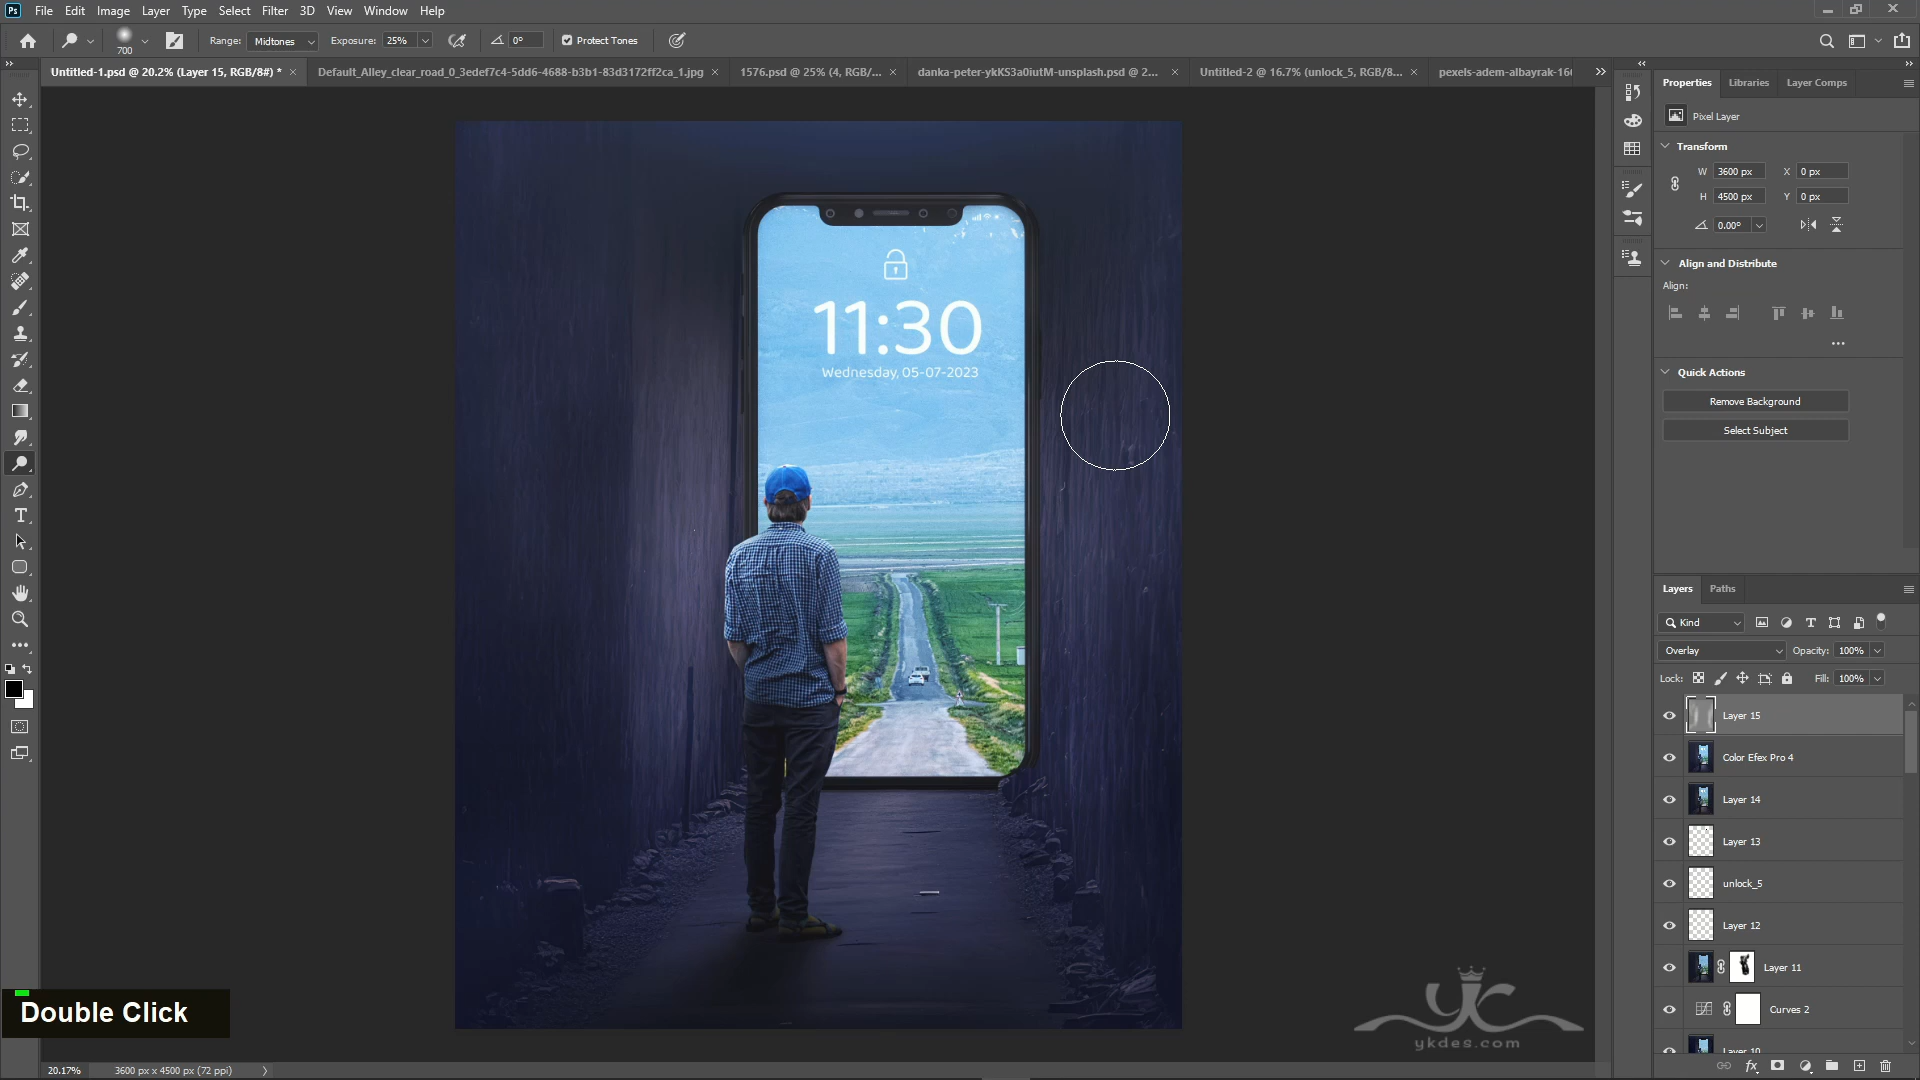 Ps File Edit Image Layer Type Select Filter 3D View Window Help
700 Range: Midtones Exposure: 25% 0° Protect Tones
Untitled-1.psd @ 20.2% (Layer 15, RGB/8#) * Default_Alley_clear_road_0_3edef7c4-5dd6-4688-b3b1-83d3172ff2ca_1.jpg 1576.psd @ 25% (4, RGB/... danka-peter-ykKS3a0iutM-unsplash.psd @ 2... Untitled-2 @ 16.7% (unlock_5, RGB/8... pexels-adem-albayrak-16
Properties Libraries Layer Comps
Pixel Layer
Transform
W 3600 px X 0 px
H 4500 px Y 0 px
0.00°
Align and Distribute
Align:
Quick Actions
Remove Background
Select Subject
11:30
Wednesday, 05-07-2023
Layers Paths
Kind
Overlay Opacity: 100%
Lock: Fill: 100%
Layer 15
Color Efex Pro 4
Layer 14
Layer 13
unlock_5
Layer 12
Layer 11
Curves 2
Layer 10
Double Click
yc
ykdes.com
20.17% 3600 px x 4500 px (72 ppi)